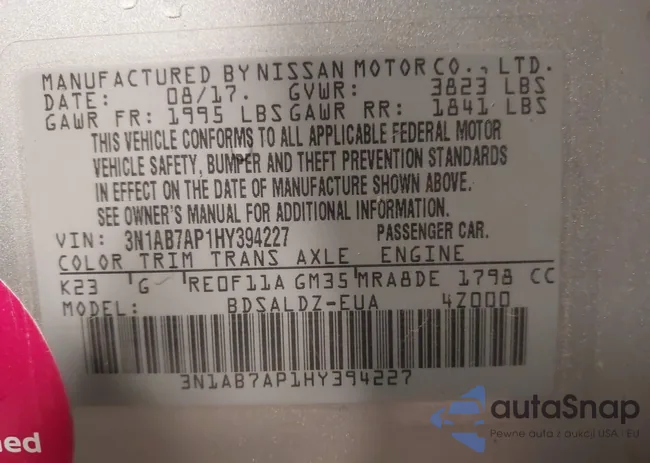 MANUFACTURED BY NISSAN MOTOR CO., LTD.
DATE: 08/17. GVWR: 3823 LBS
GAWR FR: 1995 LBS GAWR RR: 1841 LBS
THIS VEHICLE CONFORMS TO ALL APPLICABLE FEDERAL MOTOR
VEHICLE SAFETY, BUMPER AND THEFT PREVENTION STANDARDS
IN EFFECT ON THE DATE OF MANUFACTURE SHOWN ABOVE.
SEE OWNER'S MANUAL FOR ADDITIONAL INFORMATION.
VIN: 3N1AB7AP1HY394227 PASSENGER CAR.
COLOR TRIM TRANS AXLE ENGINE
K23 G RE0F11A GM35 MRA8DE 1798 CC
MODEL: BDSALDZ-EUA 4Z000
3N1AB7AP1HY394227
ned
autaSnap
Pewne auta z aukcji USA - EU